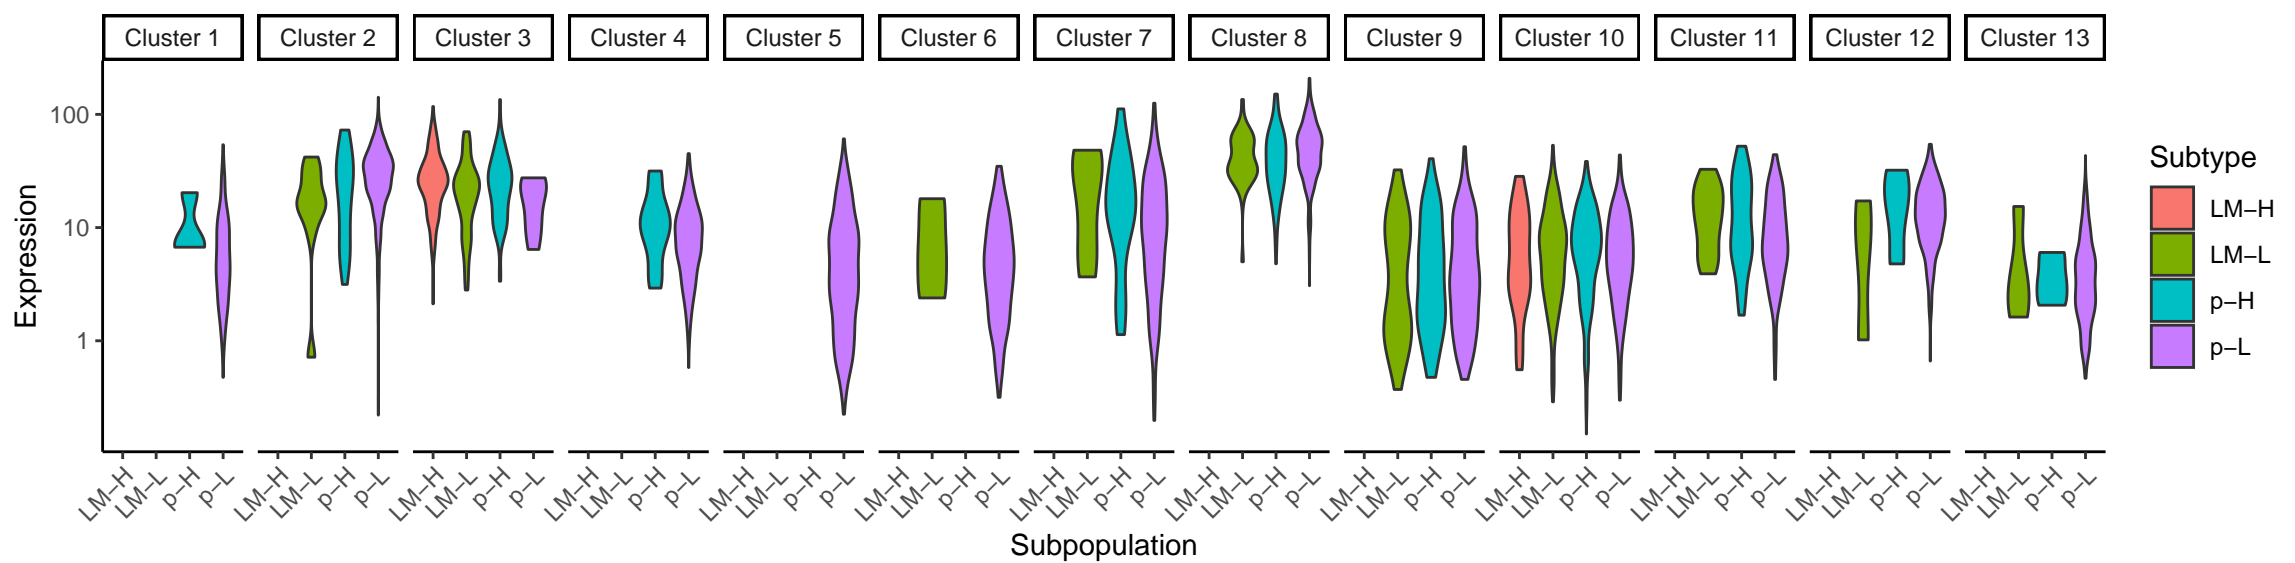 Cluster 1 Cluster 2 Cluster 3 Cluster 4 Cluster 5 Cluster 6 Cluster 7 Cluster 8 Cluster 9 Cluster 10 Cluster 11 Cluster 12 Cluster 13
100
10
1
Expression
LM−H LM−L p−H p−L LM−H LM−L p−H p−L LM−H LM−L p−H p−L LM−H LM−L p−H p−L LM−H LM−L p−H p−L LM−H LM−L p−H p−L LM−H LM−L p−H p−L LM−H LM−L p−H p−L LM−H LM−L p−H p−L LM−H LM−L p−H p−L LM−H LM−L p−H p−L LM−H LM−L p−H p−L LM−H LM−L p−H p−L
Subpopulation
Subtype
LM−H
LM−L
p−H
p−L